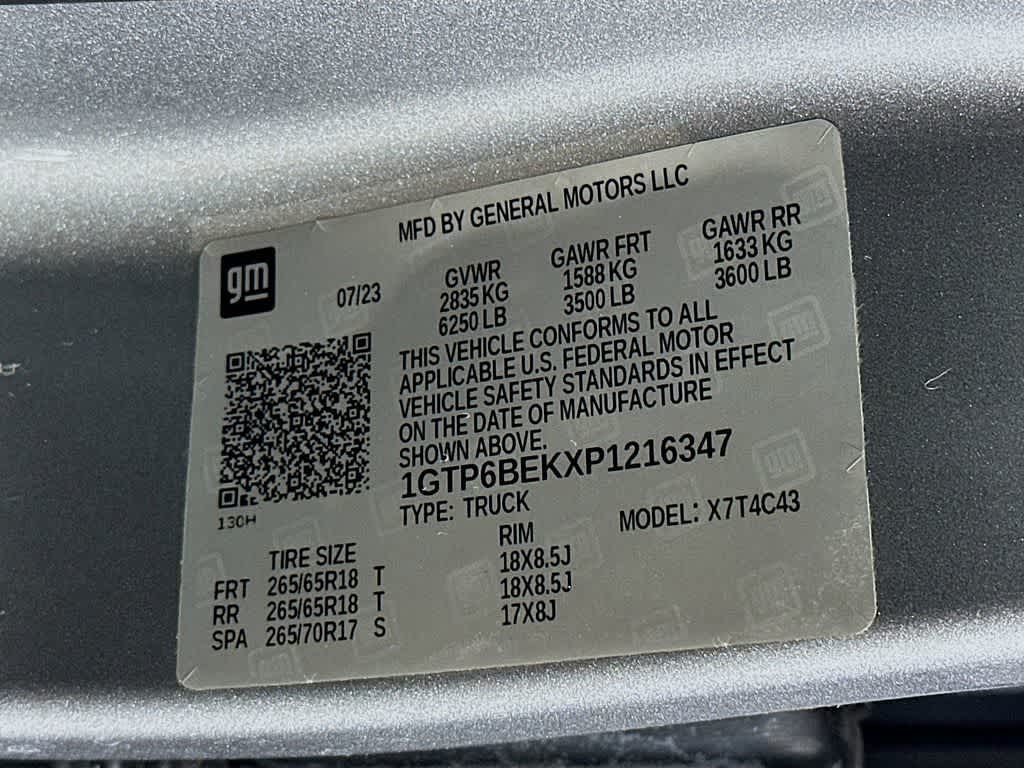 MFD BY GENERAL MOTORS LLC
gm
07/23
GVWR GAWR FRT GAWR RR
2835 KG 1588 KG 1633 KG
6250 LB 3500 LB 3600 LB
THIS VEHICLE CONFORMS TO ALL
APPLICABLE U.S. FEDERAL MOTOR
VEHICLE SAFETY STANDARDS IN EFFECT
ON THE DATE OF MANUFACTURE
SHOWN ABOVE.
1GTP6BEKXP1216347
TYPE: TRUCK MODEL: X7T4C43
130H
TIRE SIZE RIM
FRT 265/65R18 T 18X8.5J
RR 265/65R18 T 18X8.5J
SPA 265/70R17 S 17X8J